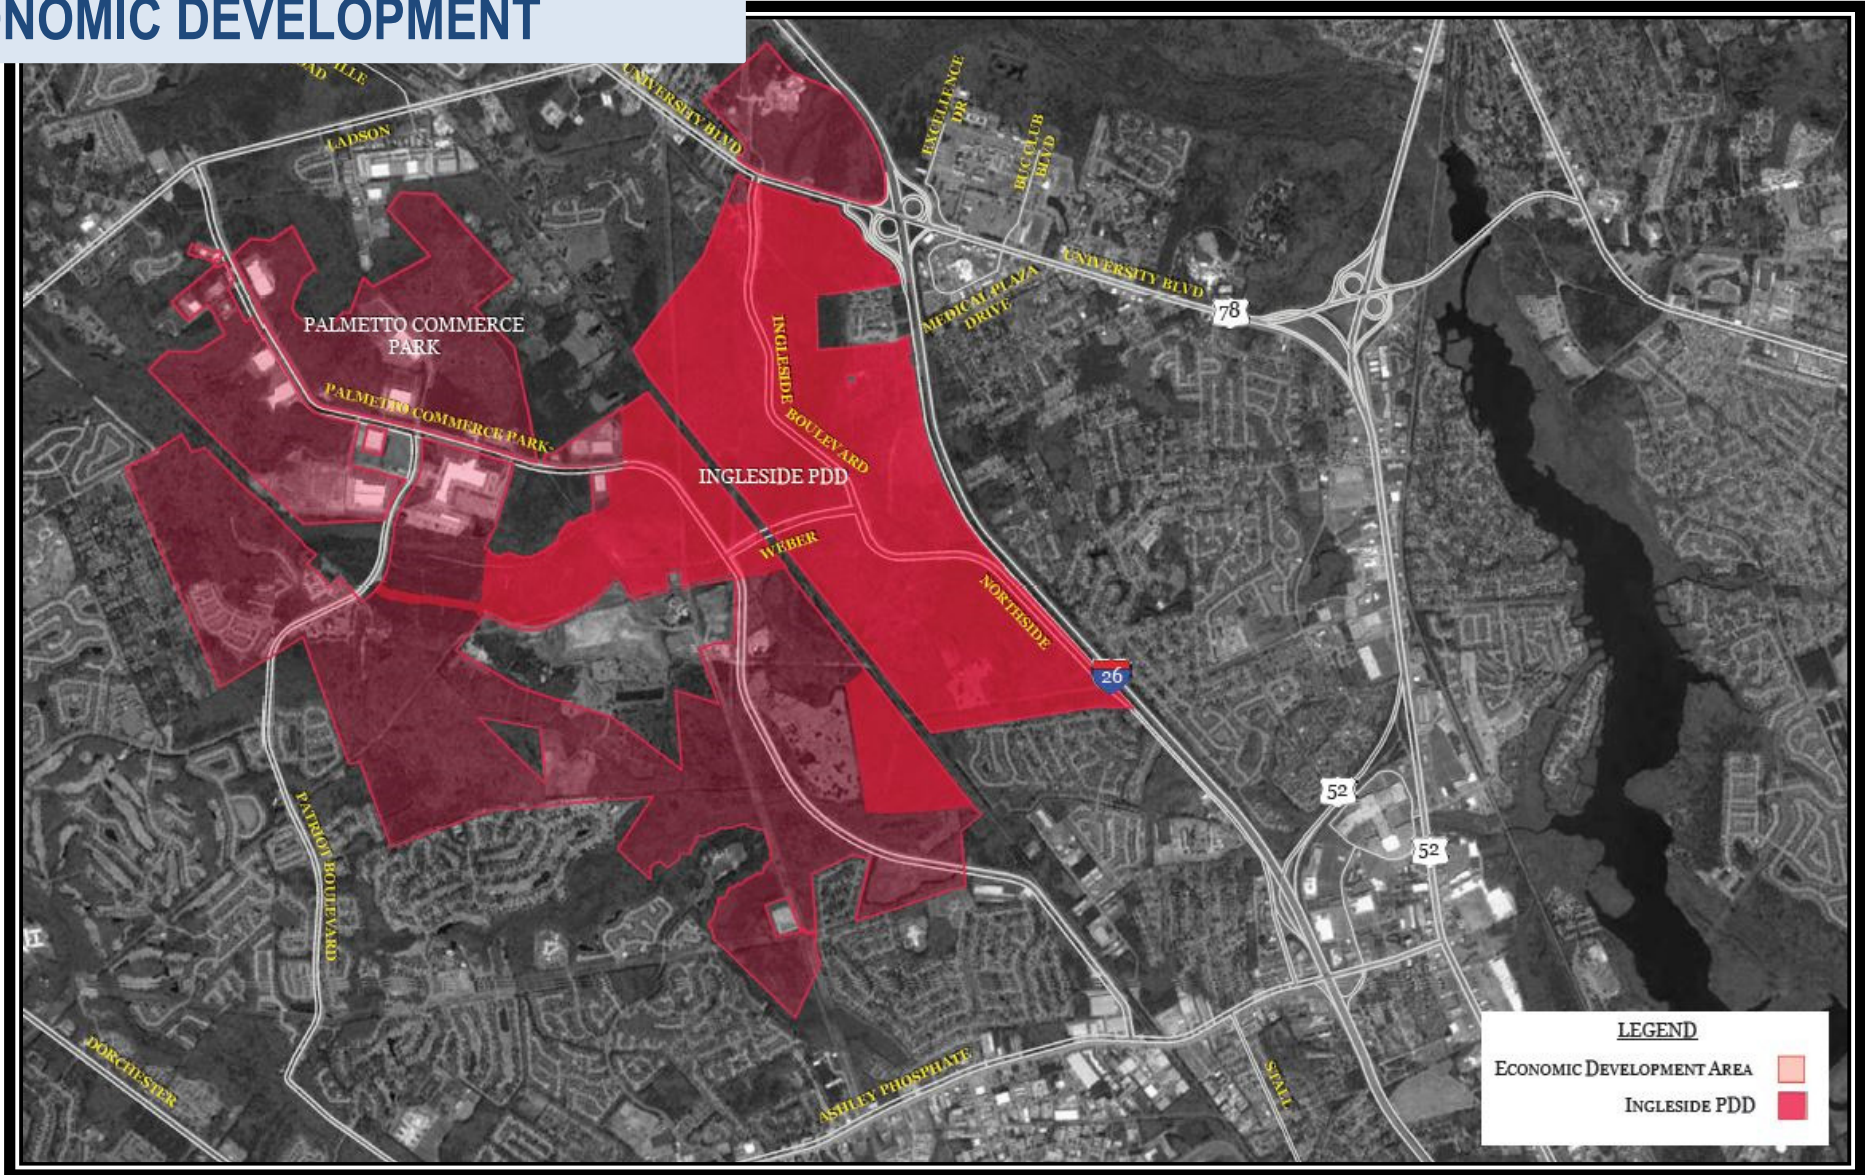 NOMIC DEVELOPMENT
ILLE
AD
LADSON
UNIVERSITY BLVD
EXCELLENCE
DR
BUC CLUB
BLVD
UNIVERSITY BLVD
MEDICAL PLAZA
DRIVE
78
PALMETTO COMMERCE
PARK
PALMETTO COMMERCE PARK
INGLESIDE
BOULEVARD
INGLESIDE PDD
WEBER
NORTHSIDE
26
52
52
PATRIOT BOULEVARD
DORCHESTER
ASHLEY PHOSPHATE
STALL
LEGEND
ECONOMIC DEVELOPMENT AREA
INGLESIDE PDD